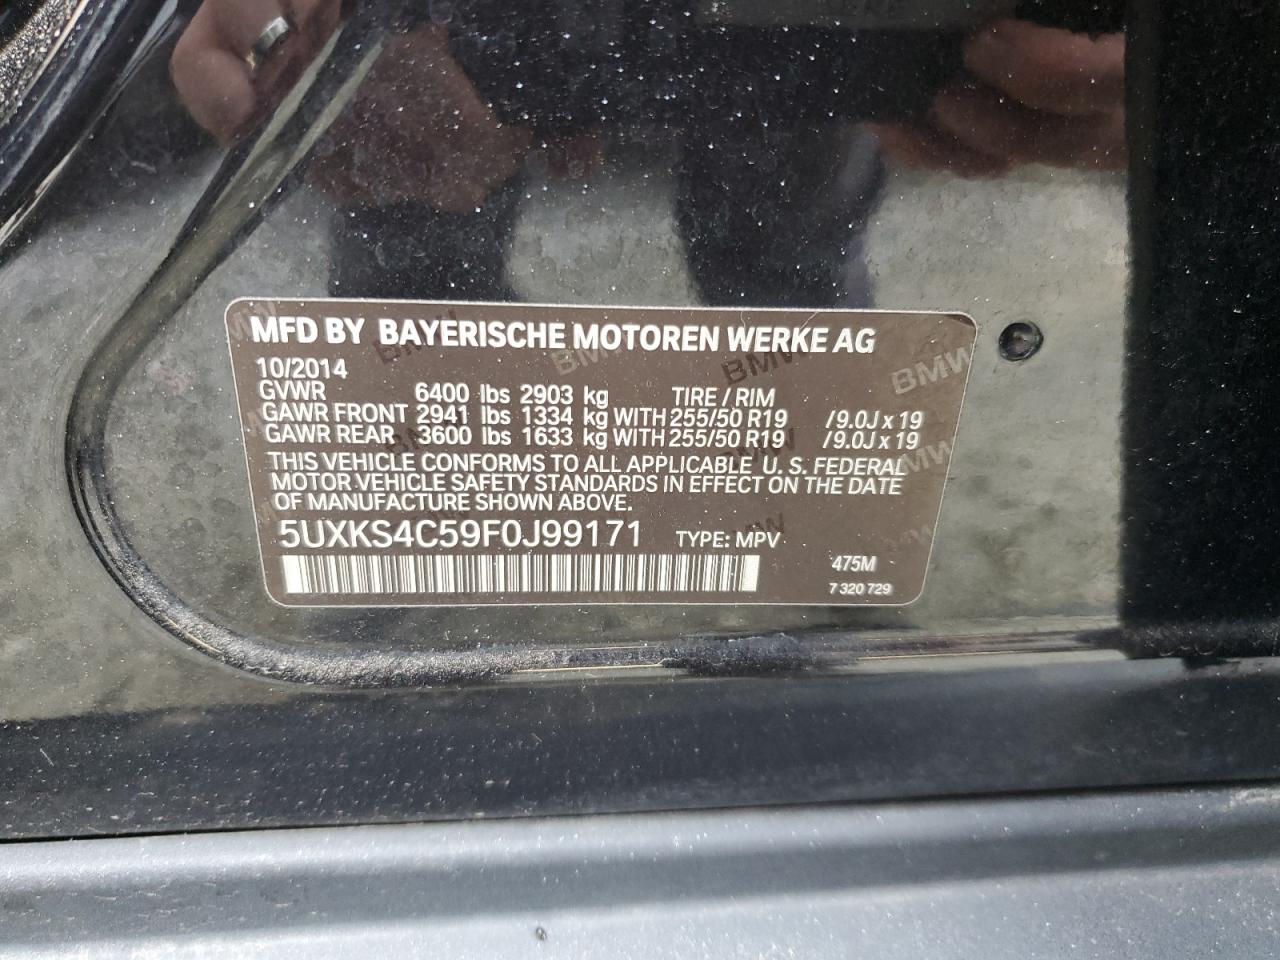 MFD BY BAYERISCHE MOTOREN WERKE AG
10/2014
GVWR 6400 lbs 2903 kg TIRE / RIM
GAWR FRONT 2941 lbs 1334 kg WITH 255/50 R19 / 9.0J x 19
GAWR REAR 3600 lbs 1633 kg WITH 255/50 R19 / 9.0J x 19
THIS VEHICLE CONFORMS TO ALL APPLICABLE U. S. FEDERAL
MOTOR VEHICLE SAFETY STANDARDS IN EFFECT ON THE DATE
OF MANUFACTURE SHOWN ABOVE.
5UXKS4C59F0J99171 TYPE: MPV
475M
7 320 729